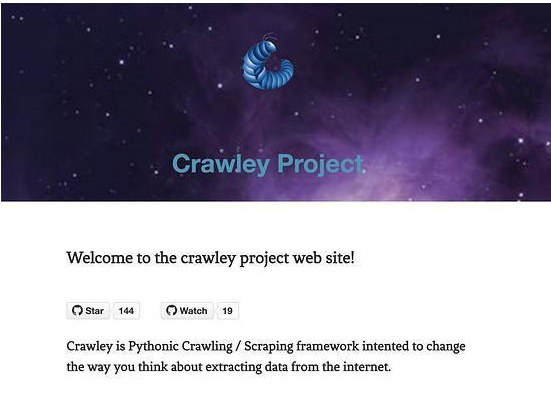 Crawley Project
Welcome to the crawley project web site!
Star 144 Watch 19
Crawley is Pythonic Crawling / Scraping framework intented to change
the way you think about extracting data from the internet.